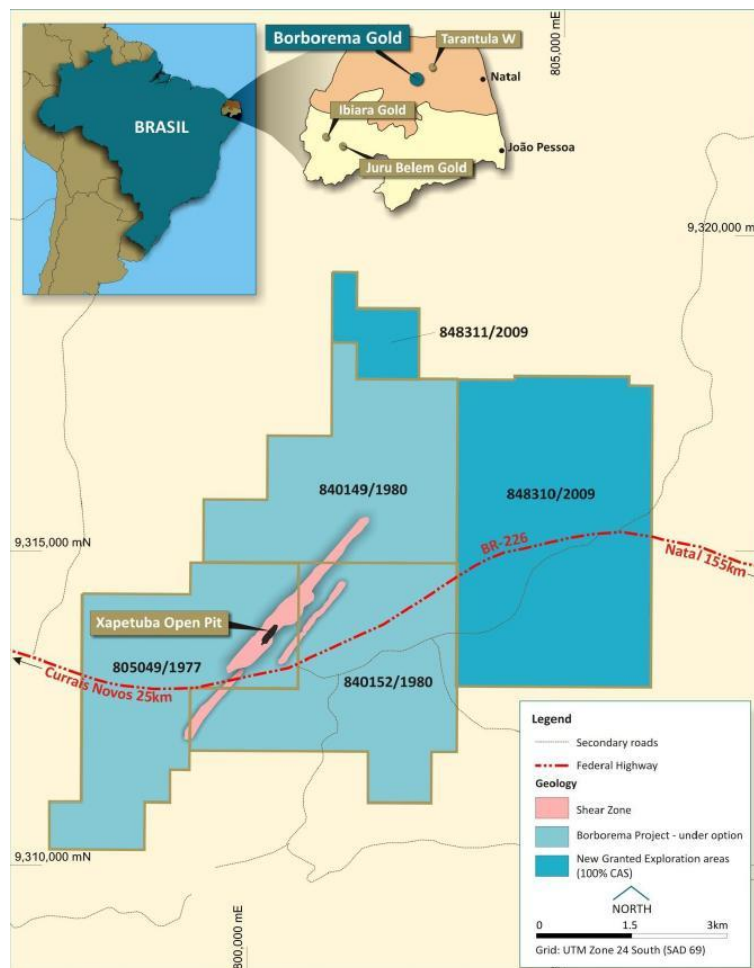 Borborema Gold
Tarantula W
805,000 mE
BRASIL
Natal
Ibiara Gold
João Pessoa
Juru Belem Gold
9,320,000 mN
848311/2009
840149/1980
848310/2009
9,315,000 mN
BR-226
Natal 155km
Xapetuba Open Pit
805049/1977
840152/1980
Currais Novos 25km
9,310,000 mN
800,000 mE
Legend
Secondary roads
Federal Highway
Geology
Shear Zone
Borborema Project - under option
New Granted Exploration areas
(100% CAS)
NORTH
0 1.5 3km
Grid: UTM Zone 24 South (SAD 69)